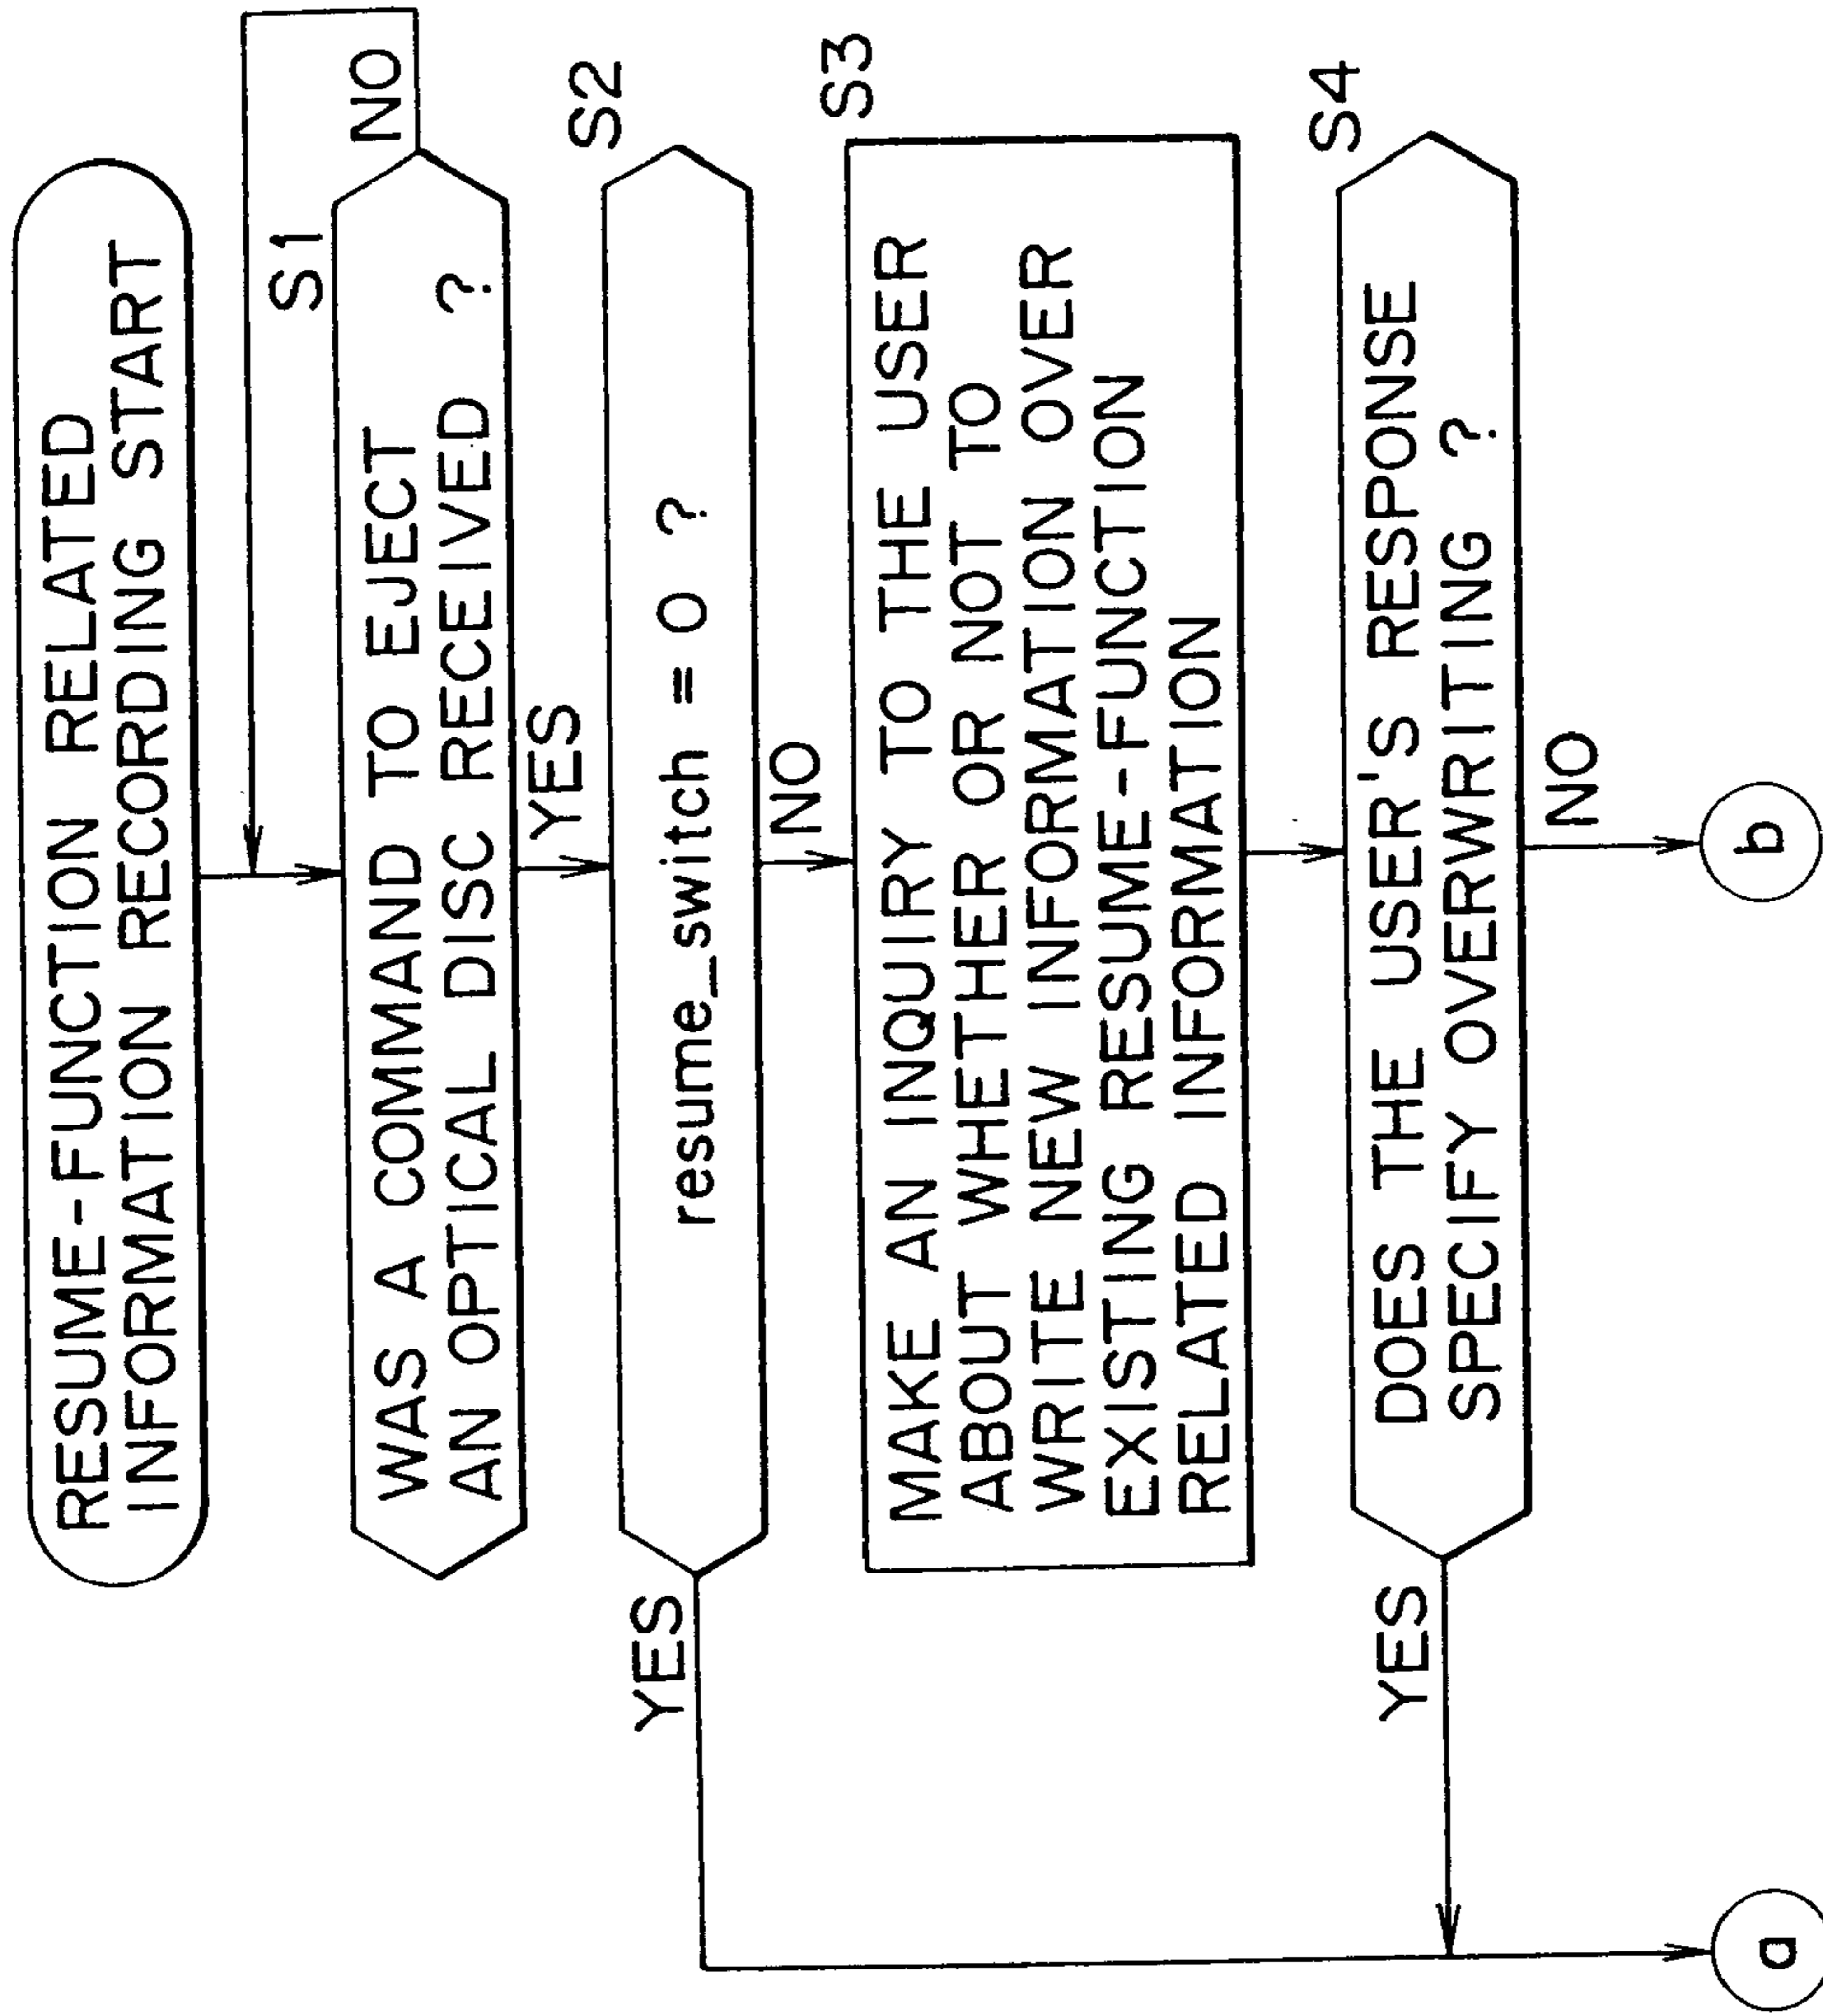 RESUME-FUNCTION RELATED
INFORMATION RECORDING START
S1
WAS A COMMAND TO EJECT
AN OPTICAL DISC RECEIVED ?
NO
YES
S2
resume_switch = 0 ?
YES
NO
S3
MAKE AN INQUIRY TO THE USER
ABOUT WHETHER OR NOT TO
WRITE NEW INFORMATION OVER
EXISTING RESUME-FUNCTION
RELATED INFORMATION
S4
DOES THE USER'S RESPONSE
SPECIFY OVERWRITING ?
YES
NO
a
b